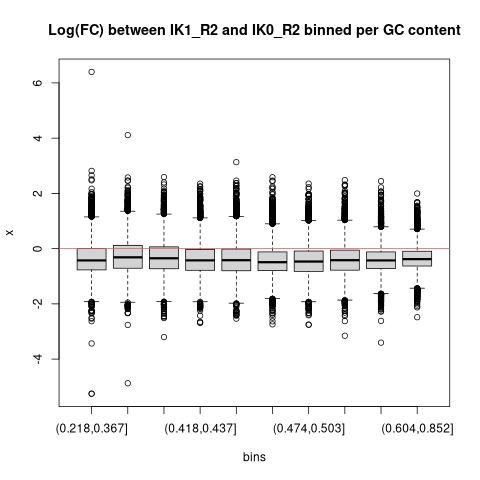 Log(FC) between IK1_R2 and IK0_R2 binned per GC content
6
4
2
0
-2
-4
x
(0.218,0.367] (0.418,0.437] (0.474,0.503] (0.604,0.852]
bins